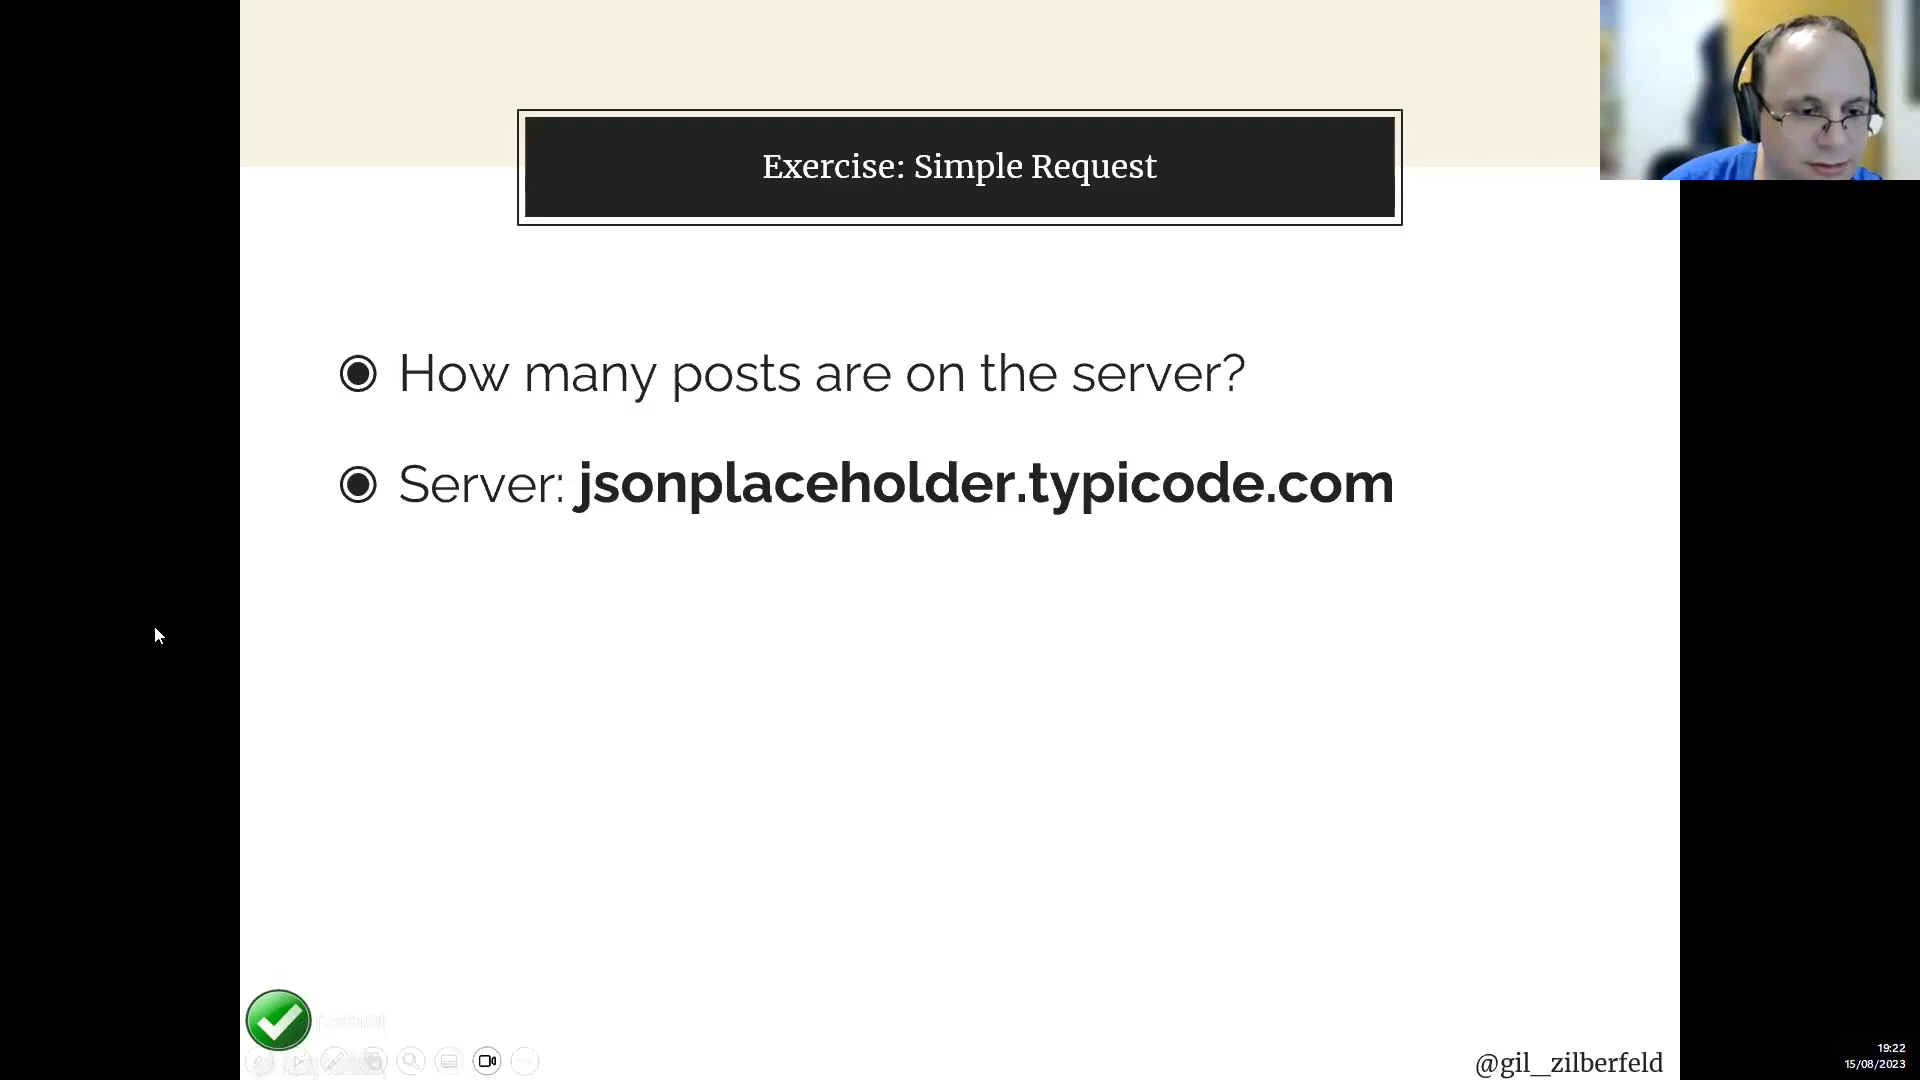 Exercise: Simple Request
How many posts are on the server?
Server: jsonplaceholder.typicode.com
@gil_zilberfeld
19:22
15/08/2023